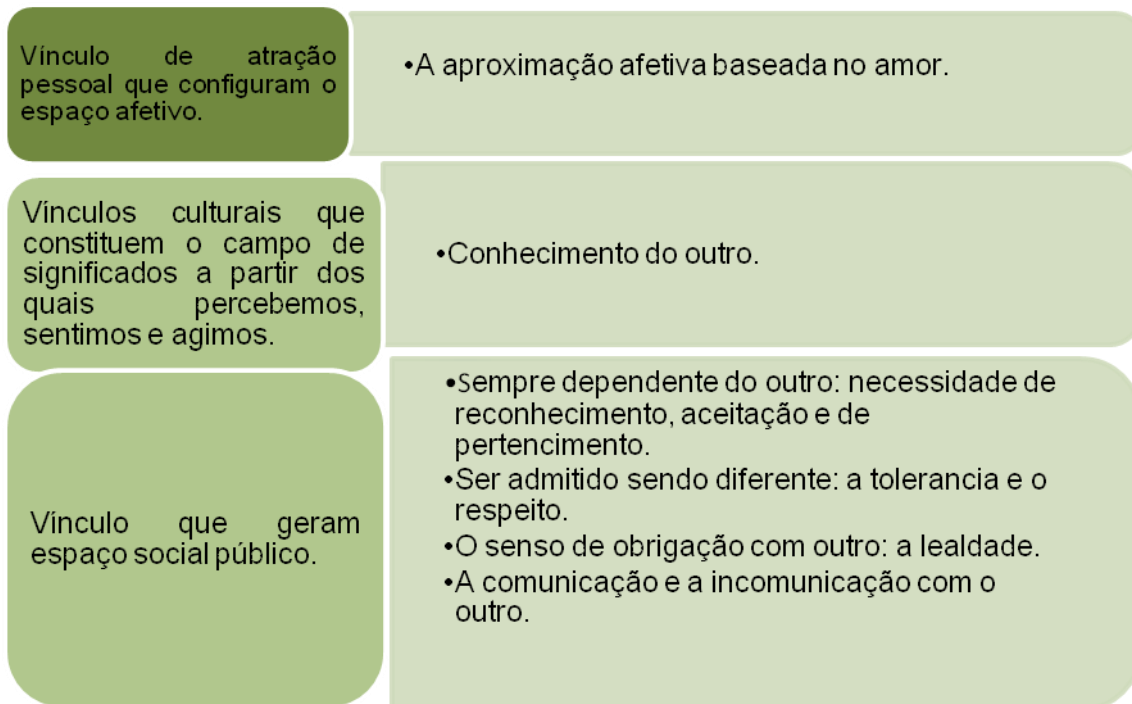 Vínculo de atração
pessoal que configuram o
espaço afetivo.
•A aproximação afetiva baseada no amor.
Vínculos culturais que
constituem o campo de
significados a partir dos
quais percebemos,
sentimos e agimos.
•Conhecimento do outro.
Vínculo que geram
espaço social público.
•Sempre dependente do outro: necessidade de
reconhecimento, aceitação e de
pertencimento.
•Ser admitido sendo diferente: a tolerancia e o
respeito.
•O senso de obrigação com outro: a lealdade.
•A comunicação e a incomunicação com o
outro.